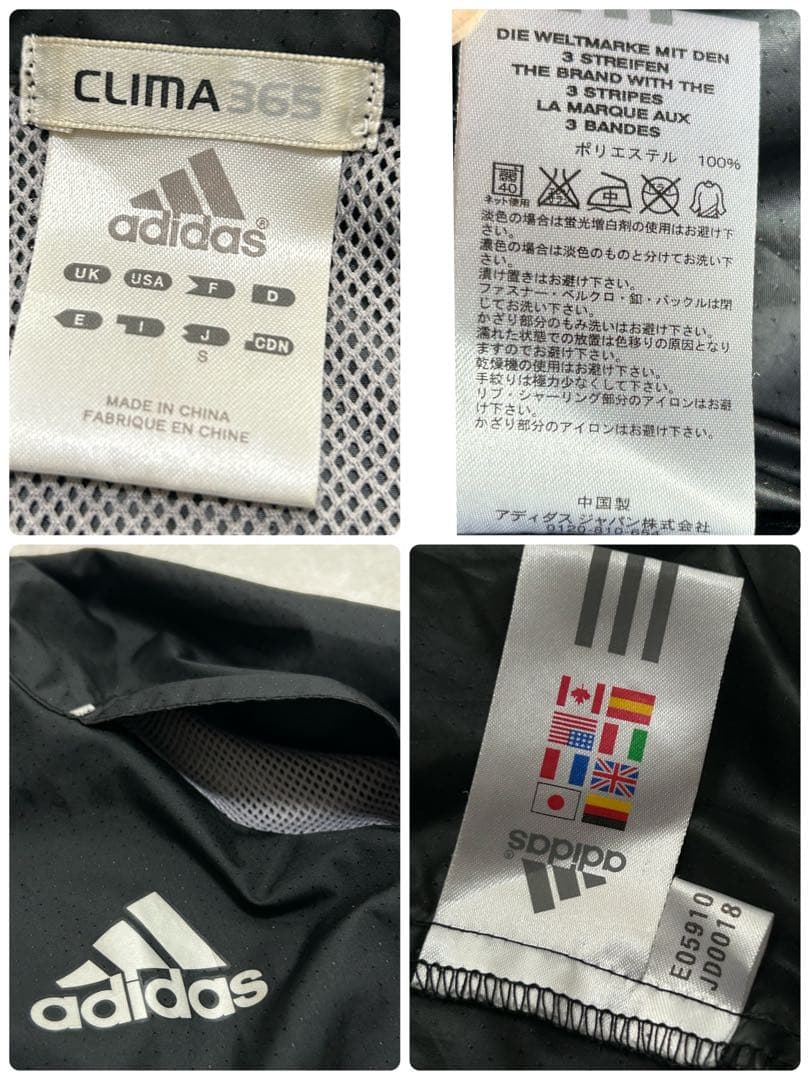 CLIMA 365
adidas®
UK USA F D
E I J CDN
S
MADE IN CHINA
FABRIQUE EN CHINE
DIE WELTMARKE MIT DEN
3 STREIFEN
THE BRAND WITH THE
3 STRIPES
LA MARQUE AUX
3 BANDES
ポリエステル 100%
40 中
ネット使用
淡色の場合は蛍光増白剤の使用はお避け下
さい。
濃色の場合は淡色のものと分けてお洗い下
さい。
漬け置きはお避け下さい。
ファスナー・ベルクロ・釦・バックルは閉
じてお洗い下さい。
かざり部分のもみ洗いはお避け下さい。
濡れた状態での放置は色移りの原因となり
ますのでお避け下さい。
乾燥機の使用はお避け下さい。
手絞りは極力少なくして下さい。
リブ・シャーリング部分のアイロンはお避
け下さい。
かざり部分のアイロンはお避け下さい。
中国製
アディダス ジャパン株式会社
0120-810-654
adidas
adidas®
E05910
JD0018